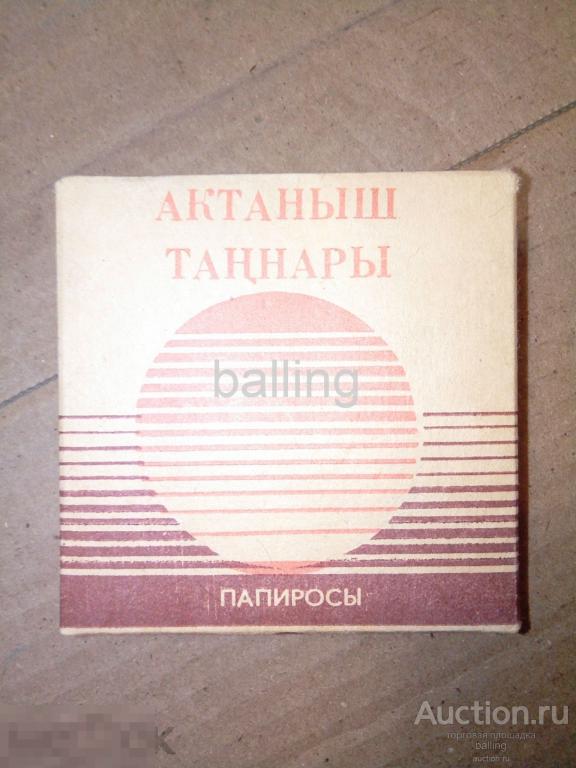 АКТАНЫШ
ТАҢНАРЫ
balling
ПАПИРОСЫ
Auction.ru
торговая площадка
balling
auction.ru